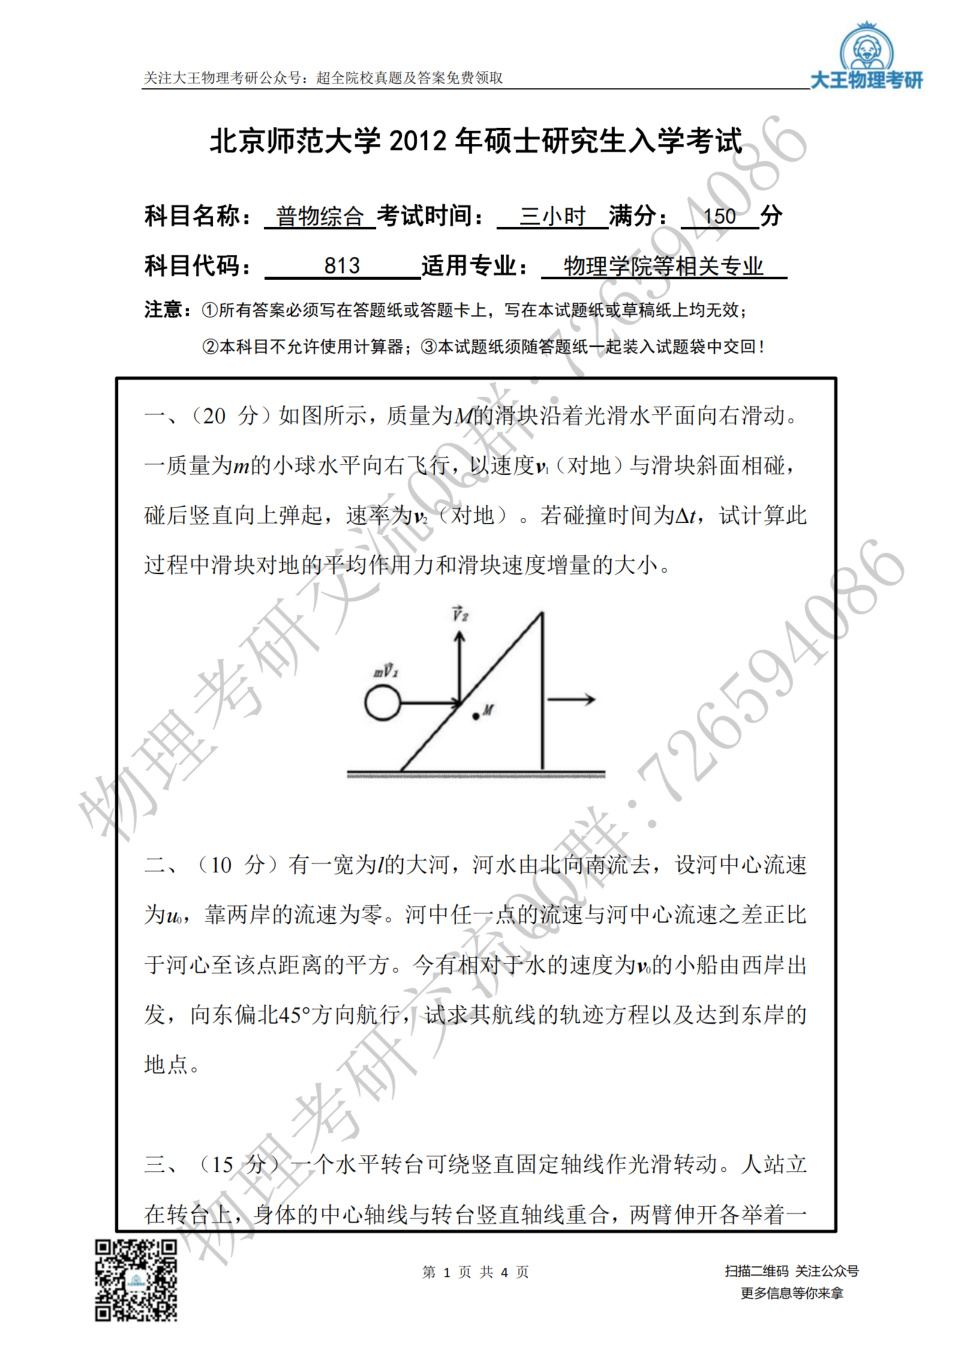 关注大王物理考研公众号：超全院校真题及答案免费领取
大王物理考研
北京师范大学 2012 年硕士研究生入学考试
科目名称： 普物综合 考试时间： 三小时 满分： 150 分
科目代码： 813 适用专业： 物理学院等相关专业
注意：①所有答案必须写在答题纸或答题卡上，写在本试题纸或草稿纸上均无效；
②本科目不允许使用计算器；③本试题纸须随答题纸一起装入试题袋中交回！
一、（20 分）如图所示，质量为M的滑块沿着光滑水平面向右滑动。
一质量为m的小球水平向右飞行，以速度v₁（对地）与滑块斜面相碰，
碰后竖直向上弹起，速率为v₂（对地）。若碰撞时间为Δt，试计算此
过程中滑块对地的平均作用力和滑块速度增量的大小。
V⃗2
mV⃗1
M
二、（10 分）有一宽为l的大河，河水由北向南流去，设河中心流速
为u₀，靠两岸的流速为零。河中任一点的流速与河中心流速之差正比
于河心至该点距离的平方。今有相对于水的速度为v₀的小船由西岸出
发，向东偏北45°方向航行，试求其航线的轨迹方程以及达到东岸的
地点。
三、（15 分）一个水平转台可绕竖直固定轴线作光滑转动。人站立
在转台上，身体的中心轴线与转台竖直轴线重合，两臂伸开各举着一
物理考研交流QQ群：726594086
物理考研交流QQ群：726594086
第 1 页 共 4 页
扫描二维码 关注公众号
更多信息等你来拿